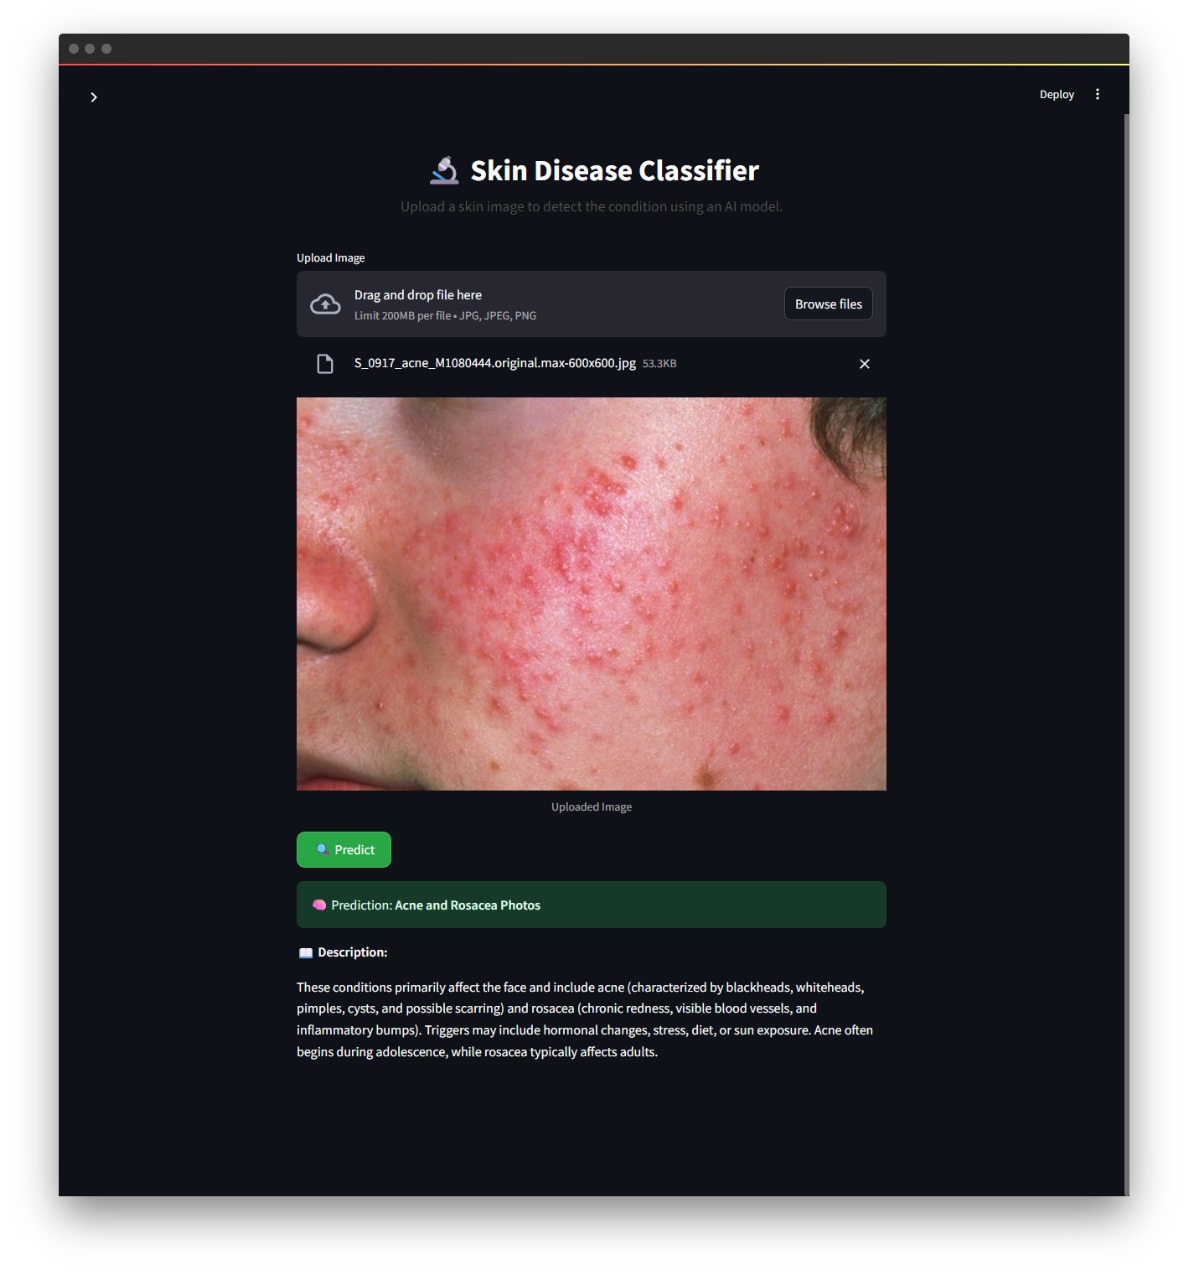 Deploy
Skin Disease Classifier
Upload a skin image to detect the condition using an AI model.
Upload Image
Drag and drop file here
Limit 200MB per file • JPG, JPEG, PNG
Browse files
S_0917_acne_M1080444.original.max-600x600.jpg 53.3KB
Uploaded Image
Predict
Prediction: Acne and Rosacea Photos
Description:
These conditions primarily affect the face and include acne (characterized by blackheads, whiteheads,
pimples, cysts, and possible scarring) and rosacea (chronic redness, visible blood vessels, and
inflammatory bumps). Triggers may include hormonal changes, stress, diet, or sun exposure. Acne often
begins during adolescence, while rosacea typically affects adults.